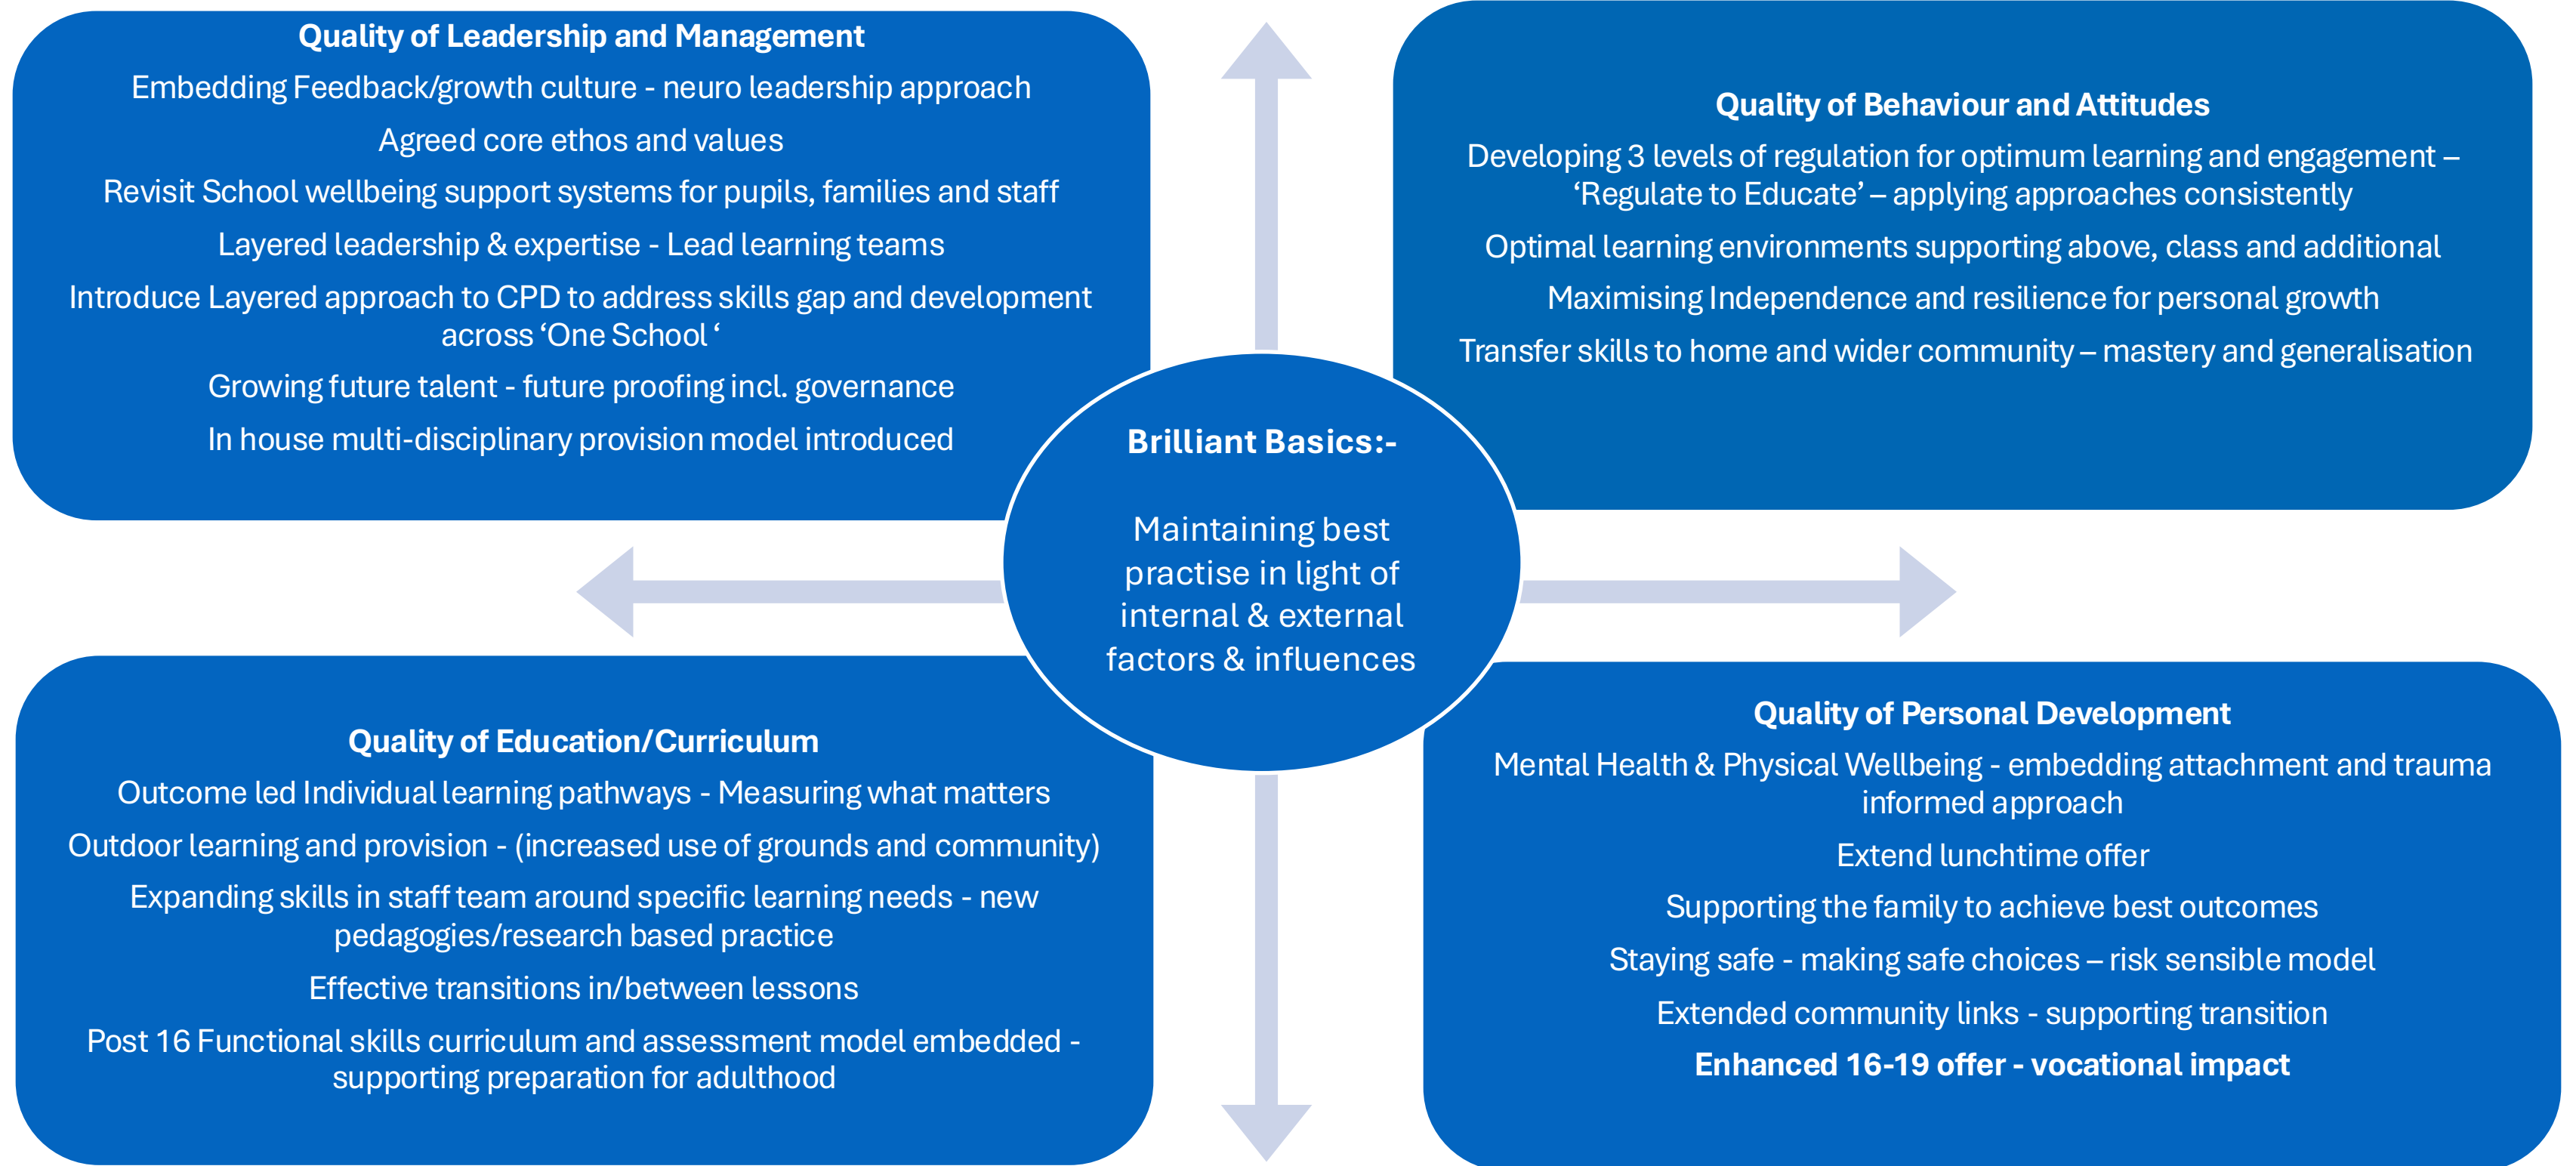 Quality of Leadership and Management
Embedding Feedback/growth culture - neuro leadership approach
Agreed core ethos and values
Revisit School wellbeing support systems for pupils, families and staff
Layered leadership & expertise - Lead learning teams
Introduce Layered approach to CPD to address skills gap and development
across ‘One School ‘
Growing future talent - future proofing incl. governance
In house multi-disciplinary provision model introduced
Quality of Behaviour and Attitudes
Developing 3 levels of regulation for optimum learning and engagement –
‘Regulate to Educate’ – applying approaches consistently
Optimal learning environments supporting above, class and additional
Maximising Independence and resilience for personal growth
Transfer skills to home and wider community – mastery and generalisation
Brilliant Basics:-
Maintaining best
practise in light of
internal & external
factors & influences
Quality of Education/Curriculum
Outcome led Individual learning pathways - Measuring what matters
Outdoor learning and provision - (increased use of grounds and community)
Expanding skills in staff team around specific learning needs - new
pedagogies/research based practice
Effective transitions in/between lessons
Post 16 Functional skills curriculum and assessment model embedded -
supporting preparation for adulthood
Quality of Personal Development
Mental Health & Physical Wellbeing - embedding attachment and trauma
informed approach
Extend lunchtime offer
Supporting the family to achieve best outcomes
Staying safe - making safe choices – risk sensible model
Extended community links - supporting transition
Enhanced 16-19 offer - vocational impact